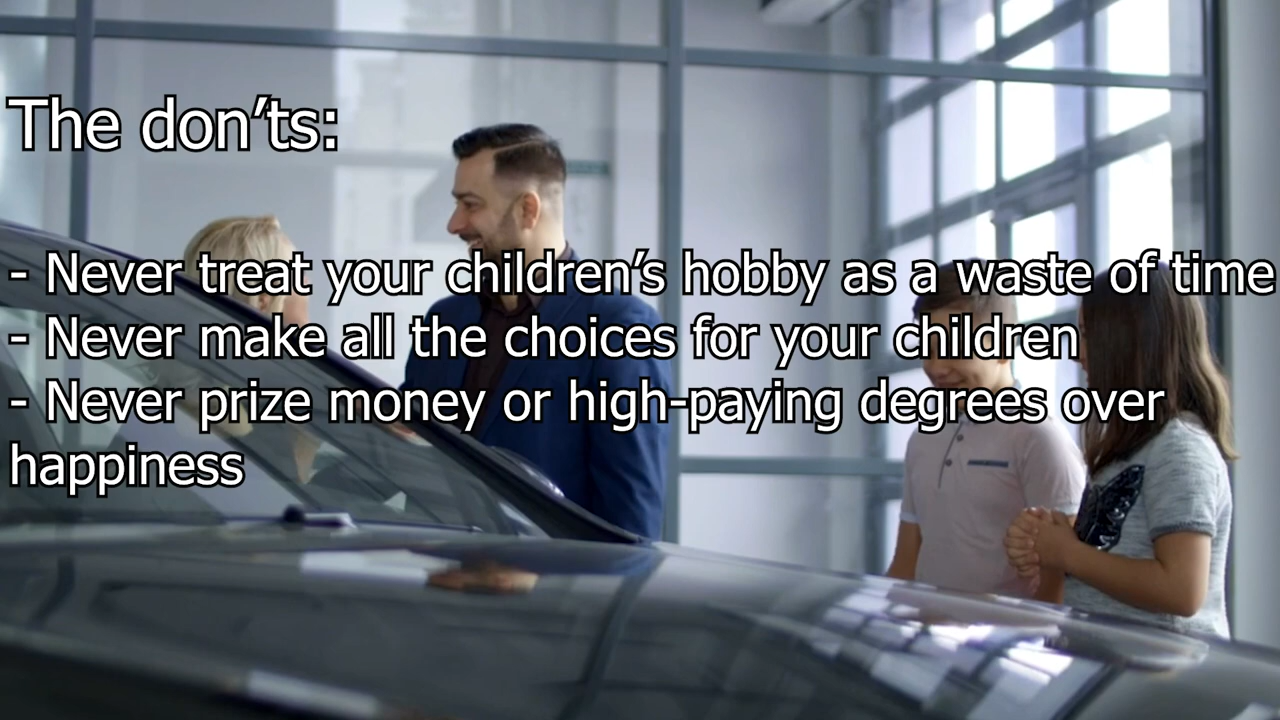 The don’ts:
- Never treat your children’s hobby as a waste of time
- Never make all the choices for your children
- Never prize money or high-paying degrees over
happiness